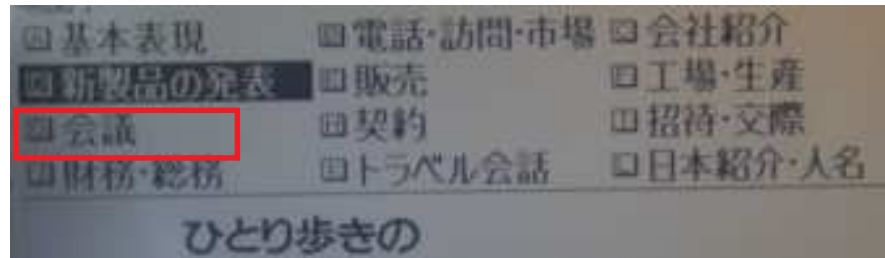 基本表現 電話・訪問・市場 会社紹介
新製品の発表 販売 工場・生産
会議 契約 招待・交際
財務・総務 トラベル会話 日本紹介・人名
ひとり歩きの